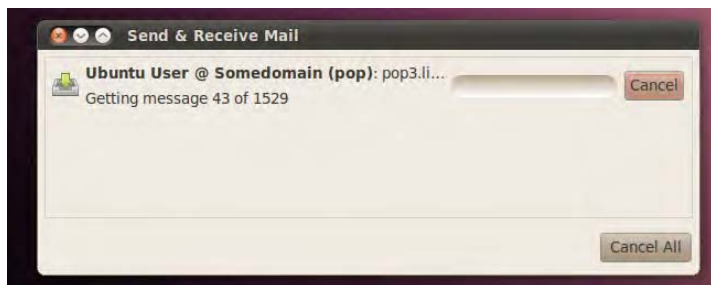 Send & Receive Mail
Ubuntu User @ Somedomain (pop): pop3.li...
Getting message 43 of 1529
Cancel
Cancel All